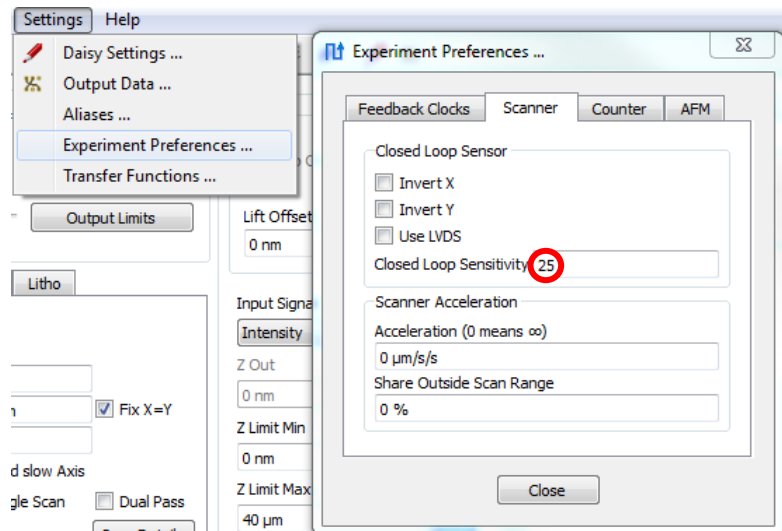 Settings Help
Daisy Settings ...
Output Data ...
Aliases ...
Experiment Preferences ...
Transfer Functions ...
Output Limits
Lift Offset
0 nm
Litho
Input Signa
Intensity
Z Out
0 nm
Fix X=Y
Z Limit Min
0 nm
d slow Axis
gle Scan
Dual Pass
Z Limit Max
40 µm
Experiment Preferences ...
Feedback Clocks Scanner Counter AFM
Closed Loop Sensor
Invert X
Invert Y
Use LVDS
Closed Loop Sensitivity 25
Scanner Acceleration
Acceleration (0 means ∞)
0 µm/s/s
Share Outside Scan Range
0 %
Close